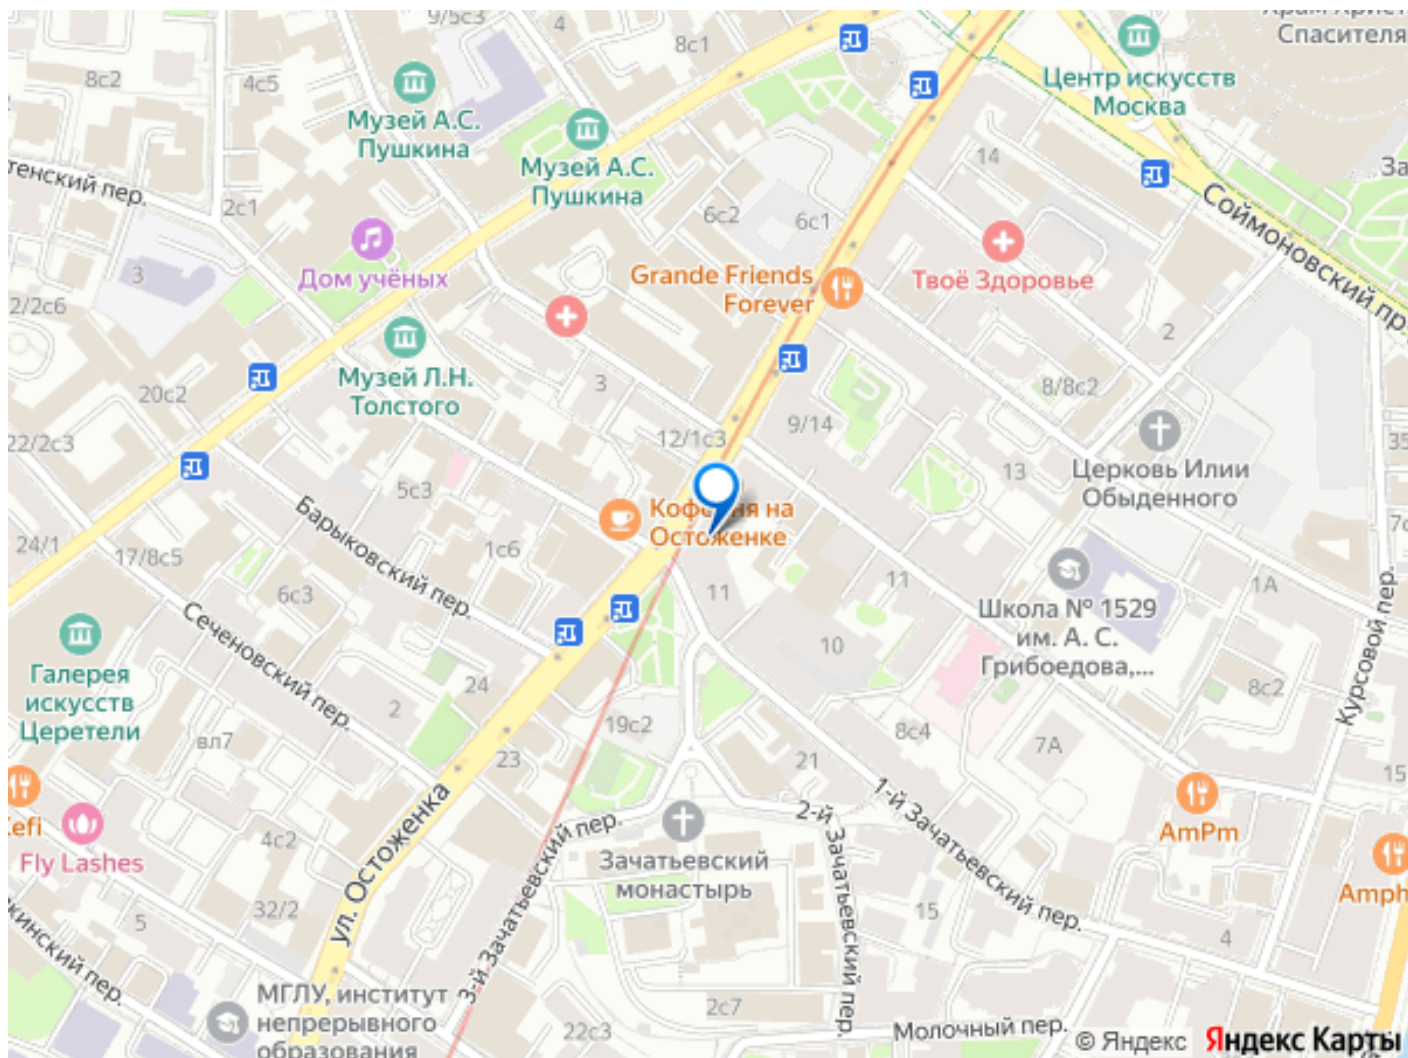 9/5с3
4
8с1
Спасителя
8с2
4с5
Центр искусств
Москва
Музей А.С.
Пушкина
Музей А.С.
Пушкина
14
За
тенский пер.
2с1
6с2
6с1
Соймоновский пр-
3
Дом учёных
Grande Friends
Forever
Твоё Здоровье
2/2с6
2
Музей Л.Н.
Толстого
3
8/8с2
20с2
22/2с3
12/1с3
9/14
35
13
Церковь Илии
Обыденного
5с3
Барыковский пер.
Кофейня на
Остоженке
24/1
17/8с5
1с6
7с
11
11
1А
6с3
Сеченовский пер.
Школа № 1529
им. А. С.
Грибоедова,...
10
Курсовой пер.
Галерея
искусств
Церетели
24
2
8с2
19с2
8с4
7А
вл7
23
21
15
1-й Зачатьевский пер.
2-й Зачатьевский пер.
AmPm
Kefi
Fly Lashes
4с2
ул. Остоженка
3-й Зачатьевский пер.
Зачатьевский
монастырь
Amph
32/2
5
15
4
кинский пер.
МГЛУ, институт
непрерывного
образования
2с7
22с3
Молочный пер.
© Яндекс Яндекс Карты